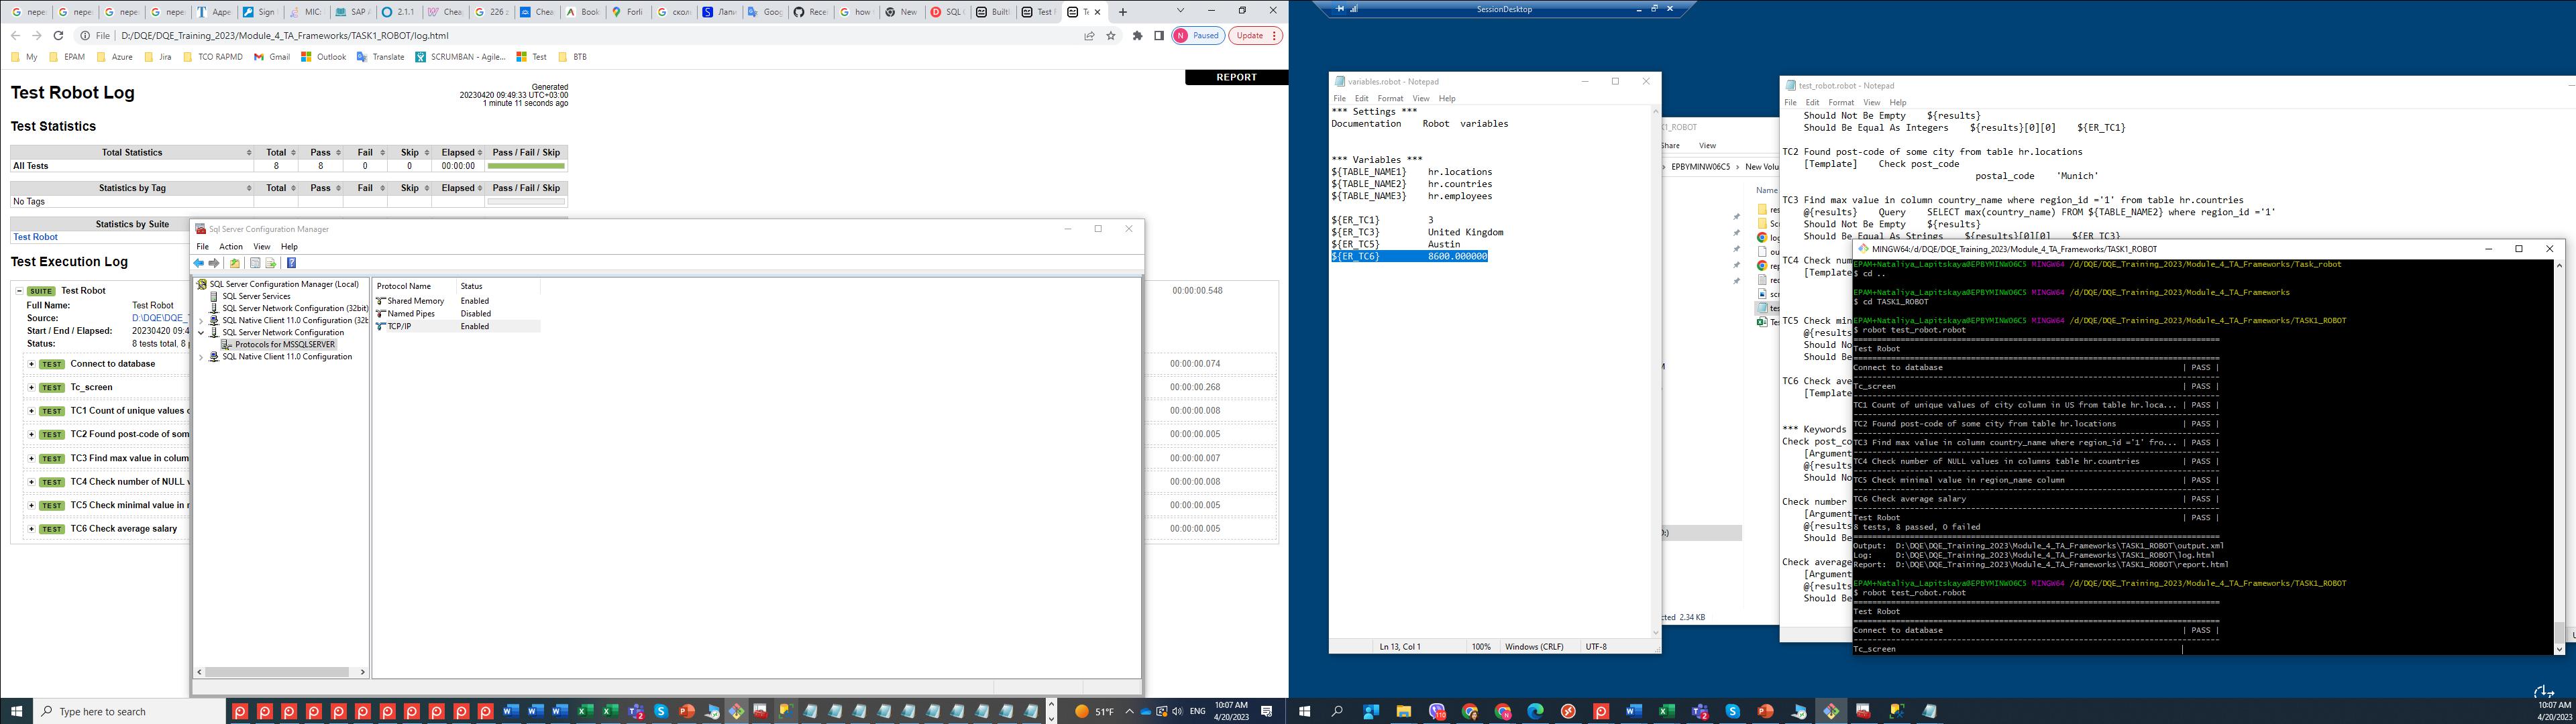 пере
пере
пере
пере
Адре
Sign
MIC:
SAP /
2.1.1
Chea
226 :
Chea
Book
Forli
скол
Лапи
Goog
Rece
how
New
SQL
Built
Test
Te
File | D:/DQE/DQE_Training_2023/Module_4_TA_Frameworks/TASK1_ROBOT/log.html
N Paused
Update
My
EPAM
Azure
Jira
TCO RAPMD
Gmail
Outlook
Translate
SCRUMBAN - Agile...
Test
BTB
REPORT
Test Robot Log
Generated
20230420 09:49:33 UTC+03:00
1 minute 11 seconds ago
Test Statistics
Total Statistics Total Pass Fail Skip Elapsed Pass / Fail / Skip
All Tests 8 8 0 0 00:00:00
Statistics by Tag Total Pass Fail Skip Elapsed Pass / Fail / Skip
No Tags
Statistics by Suite
Test Robot
Test Execution Log
SUITE Test Robot 00:00:00.548
Full Name: Test Robot
Source: D:\DQE\DQE_
Start / End / Elapsed: 20230420 09:4
Status: 8 tests total, 8 p
TEST Connect to database 00:00:00.074
TEST Tc_screen 00:00:00.268
TEST TC1 Count of unique values 00:00:00.008
TEST TC2 Found post-code of som 00:00:00.005
TEST TC3 Find max value in colum 00:00:00.007
TEST TC4 Check number of NULL 00:00:00.008
TEST TC5 Check minimal value in r 00:00:00.005
TEST TC6 Check average salary 00:00:00.005
Sql Server Configuration Manager
File Action View Help
SQL Server Configuration Manager (Local)
SQL Server Services
SQL Server Network Configuration (32bit)
SQL Native Client 11.0 Configuration (32b
SQL Server Network Configuration
Protocols for MSSQLSERVER
SQL Native Client 11.0 Configuration
Protocol Name Status
Shared Memory Enabled
Named Pipes Disabled
TCP/IP Enabled
Type here to search
51°F
ENG
10:07 AM
4/20/2023
SessionDesktop
variables.robot - Notepad
File Edit Format View Help
*** Settings ***
Documentation Robot variables
*** Variables ***
${TABLE_NAME1} hr.locations
${TABLE_NAME2} hr.countries
${TABLE_NAME3} hr.employees
${ER_TC1} 3
${ER_TC3} United Kingdom
${ER_TC5} Austin
${ER_TC6} 8600.000000
Ln 13, Col 1 100% Windows (CRLF) UTF-8
K1_ROBOT
Share View
EPBYMINW06C5 > New Volu
Name
res
Sc
log
ou
rep
rec
scr
tes
Tes
cted 2.34 KB
test_robot.robot - Notepad
File Edit Format View Help
Should Not Be Empty ${results}
Should Be Equal As Integers ${results}[0][0] ${ER_TC1}
TC2 Found post-code of some city from table hr.locations
[Template] Check post_code
postal_code 'Munich'
TC3 Find max value in column country_name where region_id ='1' from table hr.countries
@{results} Query SELECT max(country_name) FROM ${TABLE_NAME2} where region_id ='1'
Should Not Be Empty ${results}
Should Be Equal As Strings ${results}[0][0] ${ER_TC3}
TC4 Check num
[Templat
TC5 Check min
@{results
Should No
Should Be
TC6 Check ave
[Templat
*** Keywords
Check post_co
[Argument
@{results
Should No
Check number
[Argument
@{results
Should Be
Check average
[Argument
@{results
Should Be
MINGW64:/d/DQE/DQE_Training_2023/Module_4_TA_Frameworks/TASK1_ROBOT
EPAM+Nataliya_Lapitskaya@EPBYMINW06C5 MINGW64 /d/DQE/DQE_Training_2023/Module_4_TA_Frameworks/Task_robot
$ cd ..
EPAM+Nataliya_Lapitskaya@EPBYMINW06C5 MINGW64 /d/DQE/DQE_Training_2023/Module_4_TA_Frameworks
$ cd TASK1_ROBOT
EPAM+Nataliya_Lapitskaya@EPBYMINW06C5 MINGW64 /d/DQE/DQE_Training_2023/Module_4_TA_Frameworks/TASK1_ROBOT
$ robot test_robot.robot
Test Robot
Connect to database | PASS |
Tc_screen | PASS |
TC1 Count of unique values of city column in US from table hr.loca... | PASS |
TC2 Found post-code of some city from table hr.locations | PASS |
TC3 Find max value in column country_name where region_id ='1' fro... | PASS |
TC4 Check number of NULL values in columns table hr.countries | PASS |
TC5 Check minimal value in region_name column | PASS |
TC6 Check average salary | PASS |
Test Robot | PASS |
8 tests, 8 passed, 0 failed
Output: D:\DQE\DQE_Training_2023\Module_4_TA_Frameworks\TASK1_ROBOT\output.xml
Log: D:\DQE\DQE_Training_2023\Module_4_TA_Frameworks\TASK1_ROBOT\log.html
Report: D:\DQE\DQE_Training_2023\Module_4_TA_Frameworks\TASK1_ROBOT\report.html
EPAM+Nataliya_Lapitskaya@EPBYMINW06C5 MINGW64 /d/DQE/DQE_Training_2023/Module_4_TA_Frameworks/TASK1_ROBOT
$ robot test_robot.robot
Test Robot
Connect to database | PASS |
Tc_screen |
10:07 AM
4/20/2023